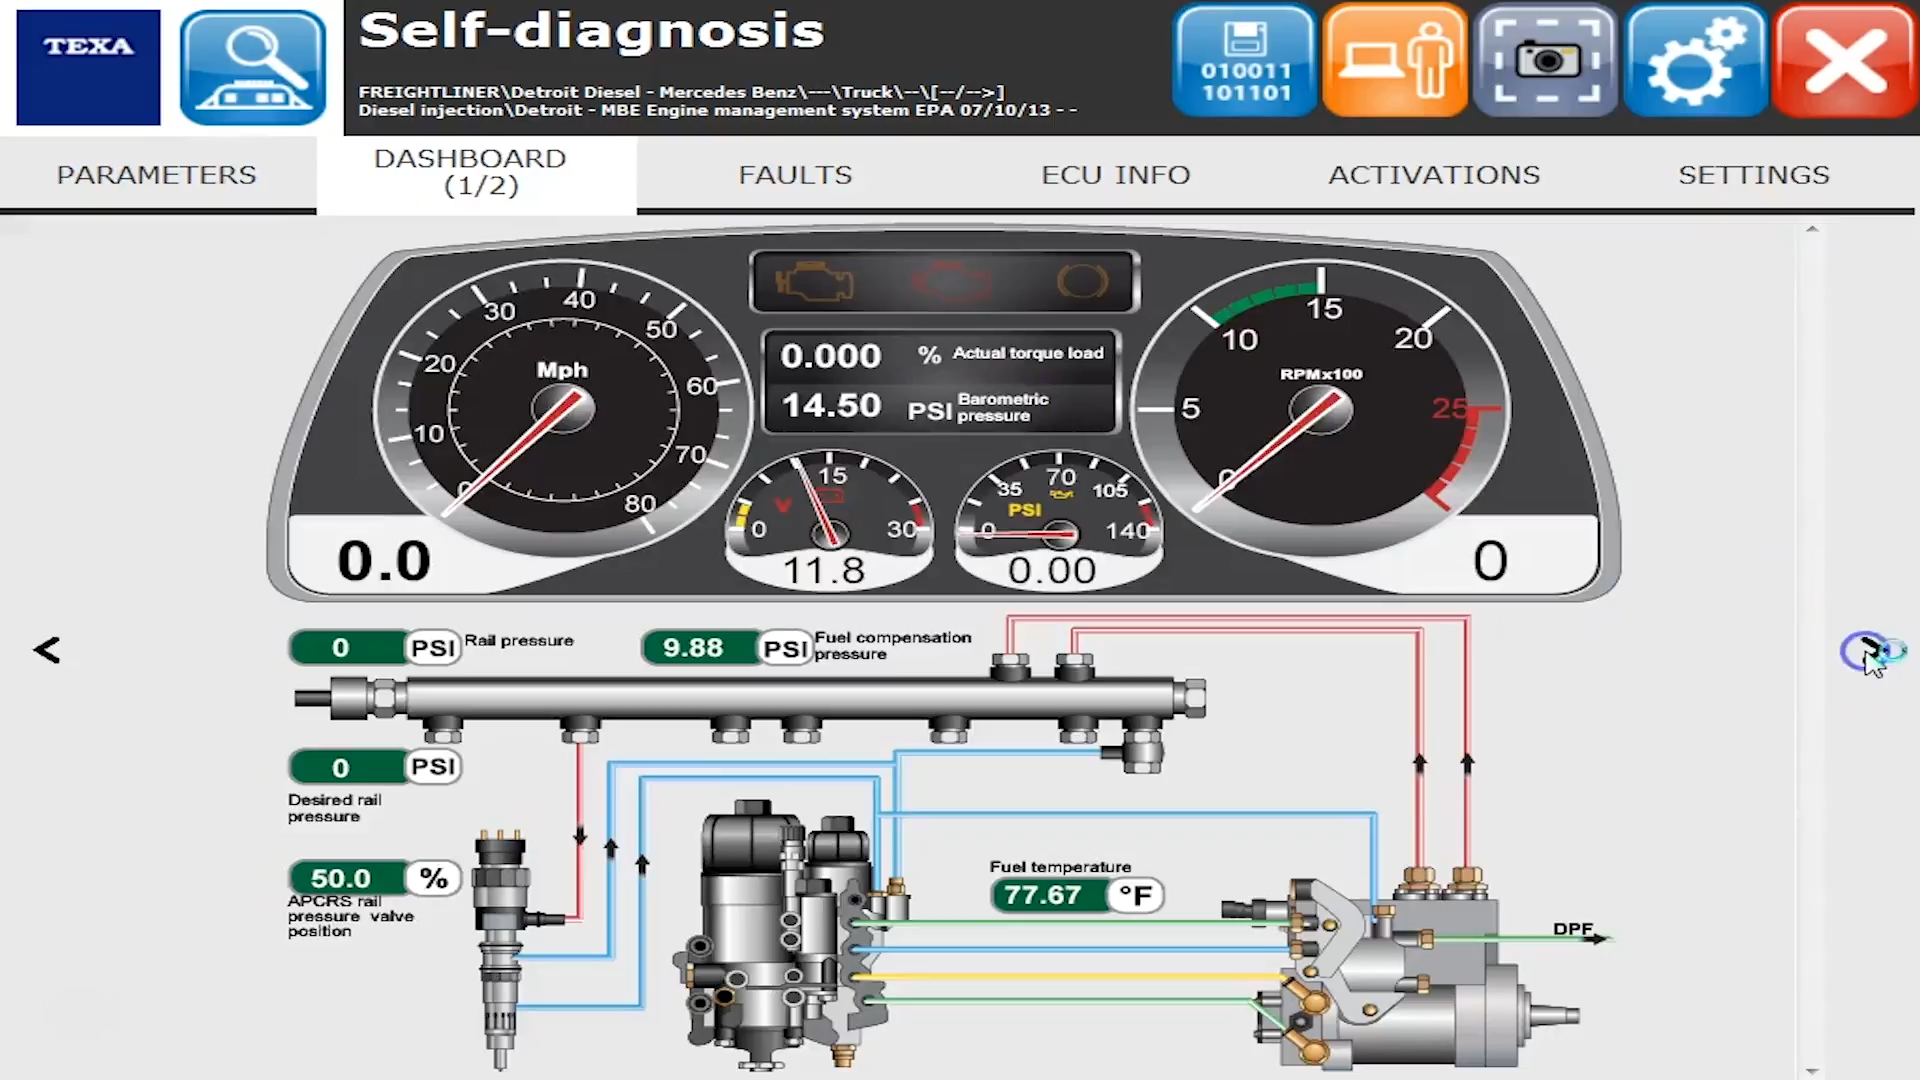 TEXA
Self-diagnosis
FREIGHTLINER\Detroit Diesel - Mercedes Benz\---\Truck\--\[--/-->]
Diesel injection\Detroit - MBE Engine management system EPA 07/10/13 - -
010011
101101
PARAMETERS
DASHBOARD
(1/2)
FAULTS
ECU INFO
ACTIVATIONS
SETTINGS
0
10
20
30
40
50
60
70
80
Mph
0.0
0.000 % Actual torque load
14.50 PSI Barometric
pressure
0
15
30
V
11.8
0
35
70
105
140
PSI
0.00
0
5
10
15
20
25
RPMx100
0
0 PSI Rail pressure
9.88 PSI Fuel compensation
pressure
0 PSI
Desired rail
pressure
50.0 %
APCRS rail
pressure valve
position
Fuel temperature
77.67 °F
DPF